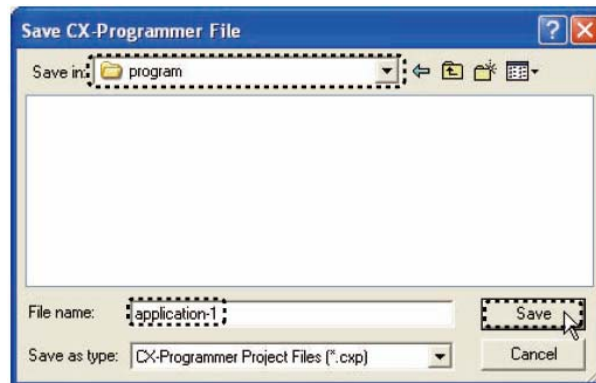 Save CX-Programmer File
Save in: program
File name: application-1 Save
Save as type: CX-Programmer Project Files (*.cxp) Cancel